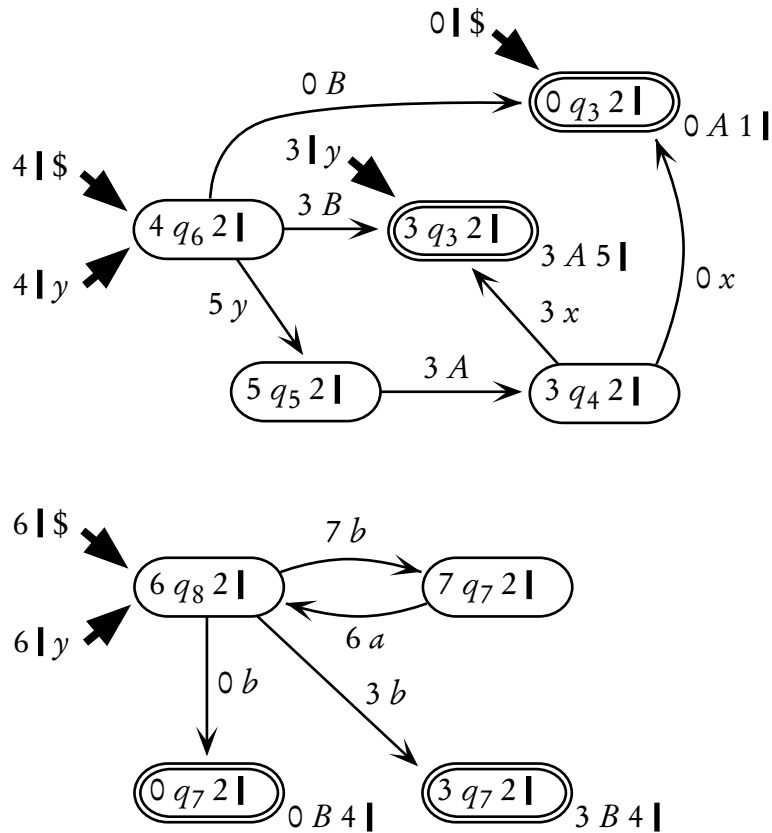 0 ❙ $
0 q₃ 2 ❙
0 A 1 ❙
0 B
4 ❙ $
4 ❙ y
4 q₆ 2 ❙
3 ❙ y
3 B
3 q₃ 2 ❙
3 A 5 ❙
0 x
5 y
3 x
5 q₅ 2 ❙
3 A
3 q₄ 2 ❙
6 ❙ $
6 ❙ y
6 q₈ 2 ❙
7 b
7 q₇ 2 ❙
6 a
0 b
3 b
0 q₇ 2 ❙
0 B 4 ❙
3 q₇ 2 ❙
3 B 4 ❙